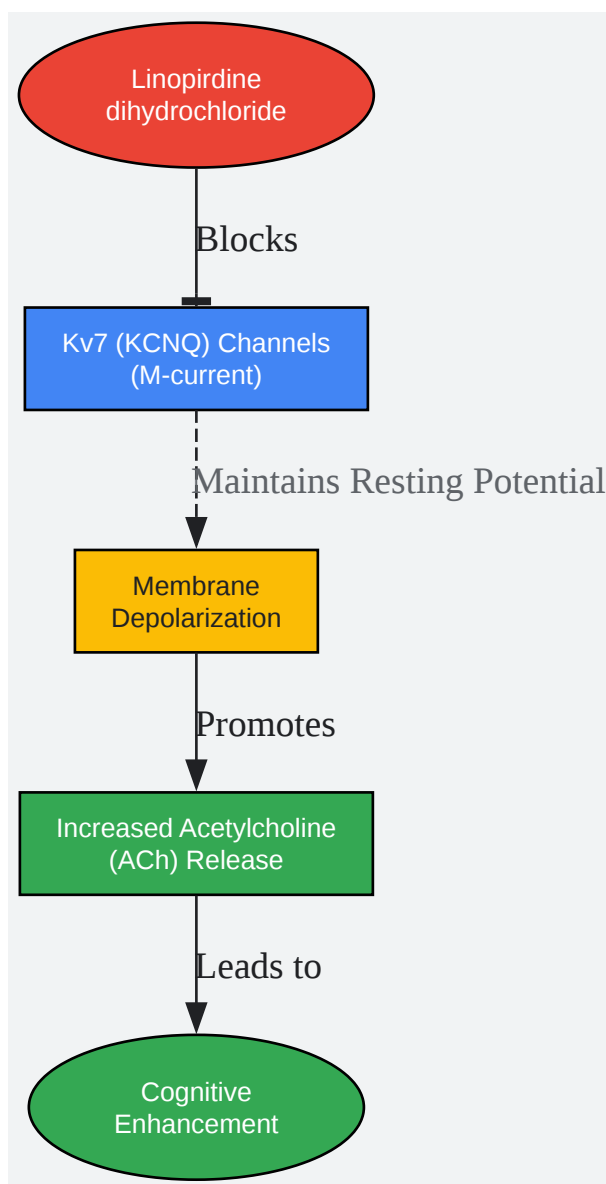 Linopirdine
dihydrochloride
Blocks
Kv7 (KCNQ) Channels
(M-current)
Maintains Resting Potential
Membrane
Depolarization
Promotes
Increased Acetylcholine
(ACh) Release
Leads to
Cognitive
Enhancement